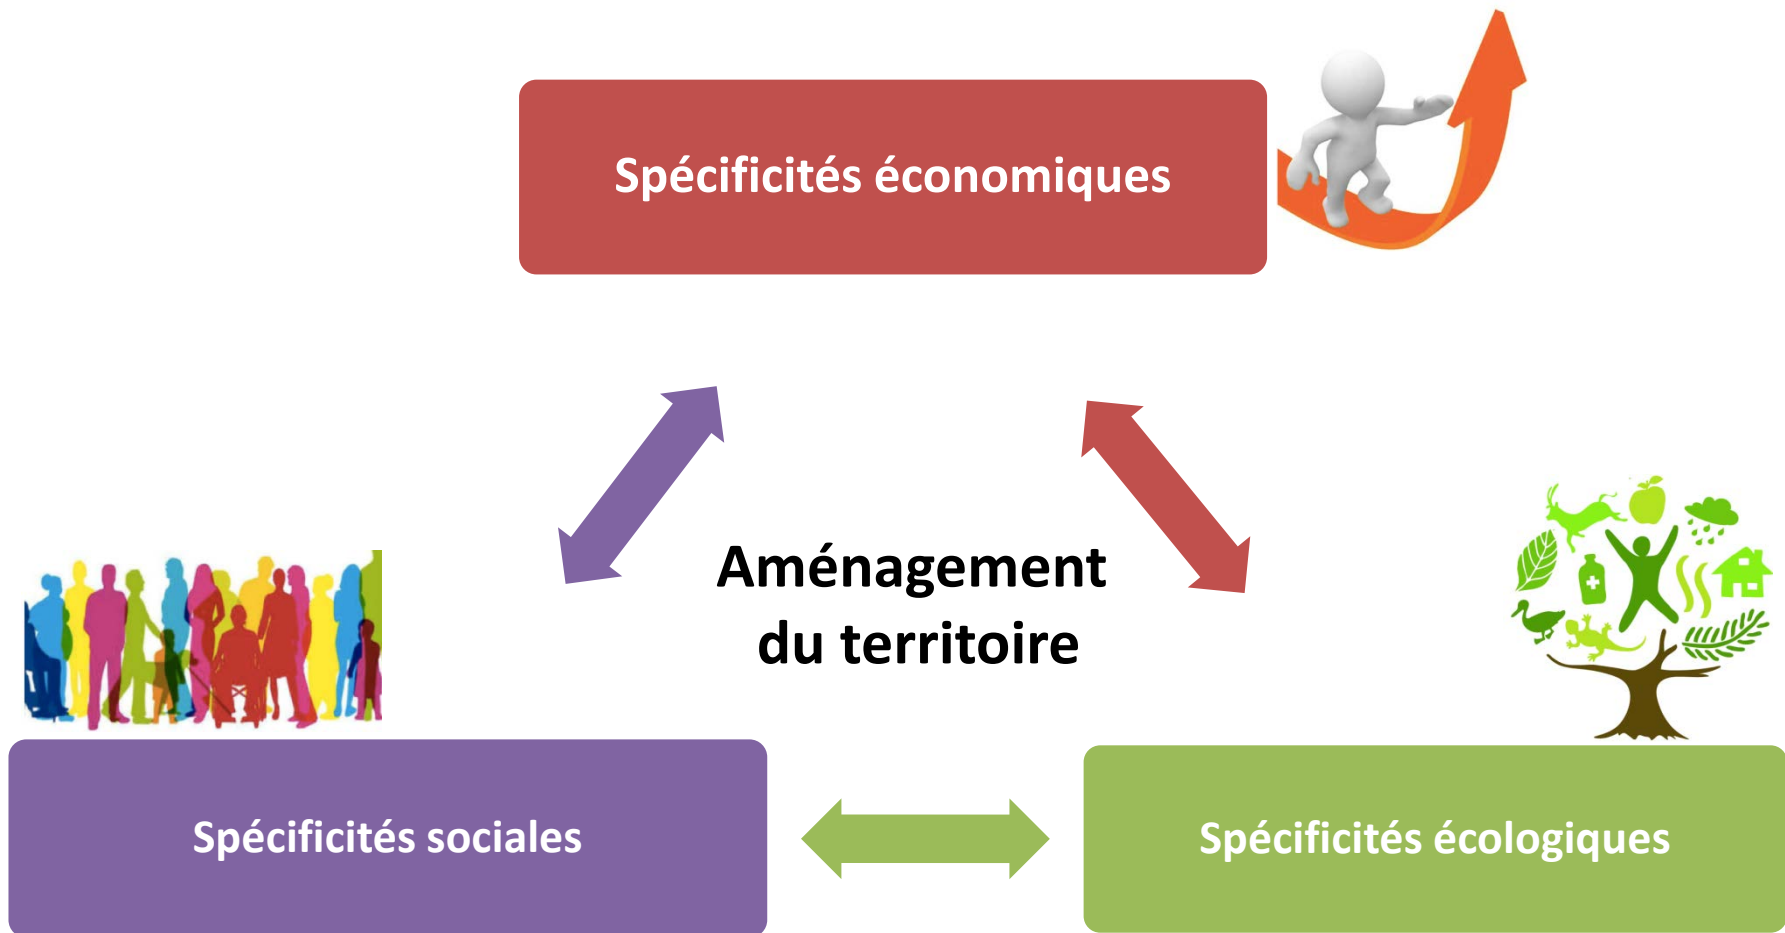 Spécificités économiques
Aménagement
du territoire
Spécificités sociales
Spécificités écologiques